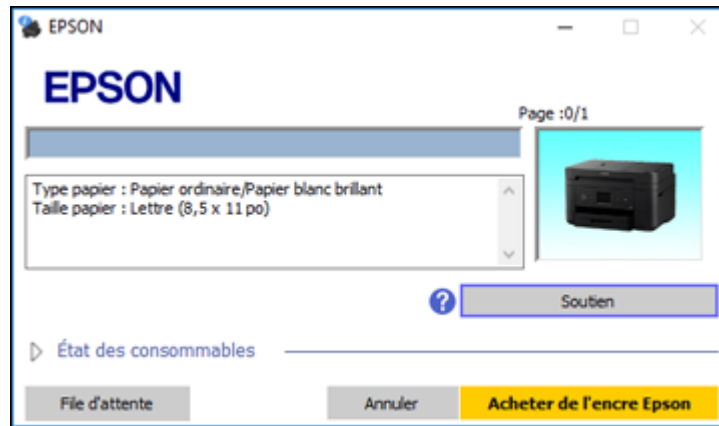 EPSON
EPSON
Page :0/1
Type papier : Papier ordinaire/Papier blanc brillant
Taille papier : Lettre (8,5 x 11 po)
? Soutien
État des consommables
File d'attente Annuler Acheter de l'encre Epson